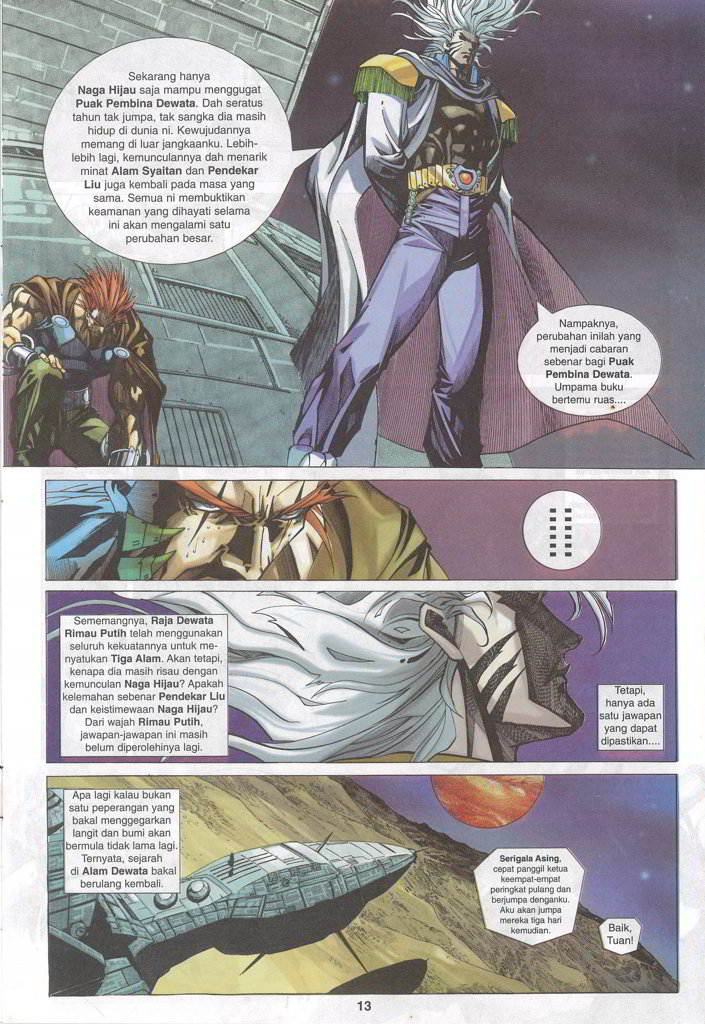 Sekarang hanya
Naga Hijau saja mampu menggugat
Puak Pembina Dewata. Dah seratus
tahun tak jumpa, tak sangka dia masih
hidup di dunia ni. Kewujudannya
memang di luar jangkaanku. Lebih-
lebih lagi, kemunculannya dah menarik
minat Alam Syaitan dan Pendekar
Liu juga kembali pada masa yang
sama. Semua ni membuktikan
keamanan yang dihayati selama
ini akan mengalami satu
perubahan besar.
Nampaknya,
perubahan inilah yang
menjadi cabaran
sebenar bagi Puak
Pembina Dewata.
Umpama buku
bertemu ruas....
Sememangnya, Raja Dewata
Rimau Putih telah menggunakan
seluruh kekuatannya untuk me-
nyatukan Tiga Alam. Akan tetapi,
kenapa dia masih risau dengan
kemunculan Naga Hijau? Apakah
kelemahan sebenar Pendekar Liu
dan keistimewaan Naga Hijau?
Dari wajah Rimau Putih,
jawapan-jawapan ini masih
belum diperolehinya lagi.
Tetapi,
hanya ada
satu jawapan
yang dapat
dipastikan....
Apa lagi kalau bukan
satu peperangan yang
bakal menggegarkan
langit dan bumi akan
bermula tidak lama lagi.
Ternyata, sejarah
di Alam Dewata bakal
berulang kembali.
Serigala Asing,
cepat panggil ketua
keempat-empat
peringkat pulang dan
berjumpa denganku.
Aku akan jumpa
mereka tiga hari
kemudian.
Baik,
Tuan!
13